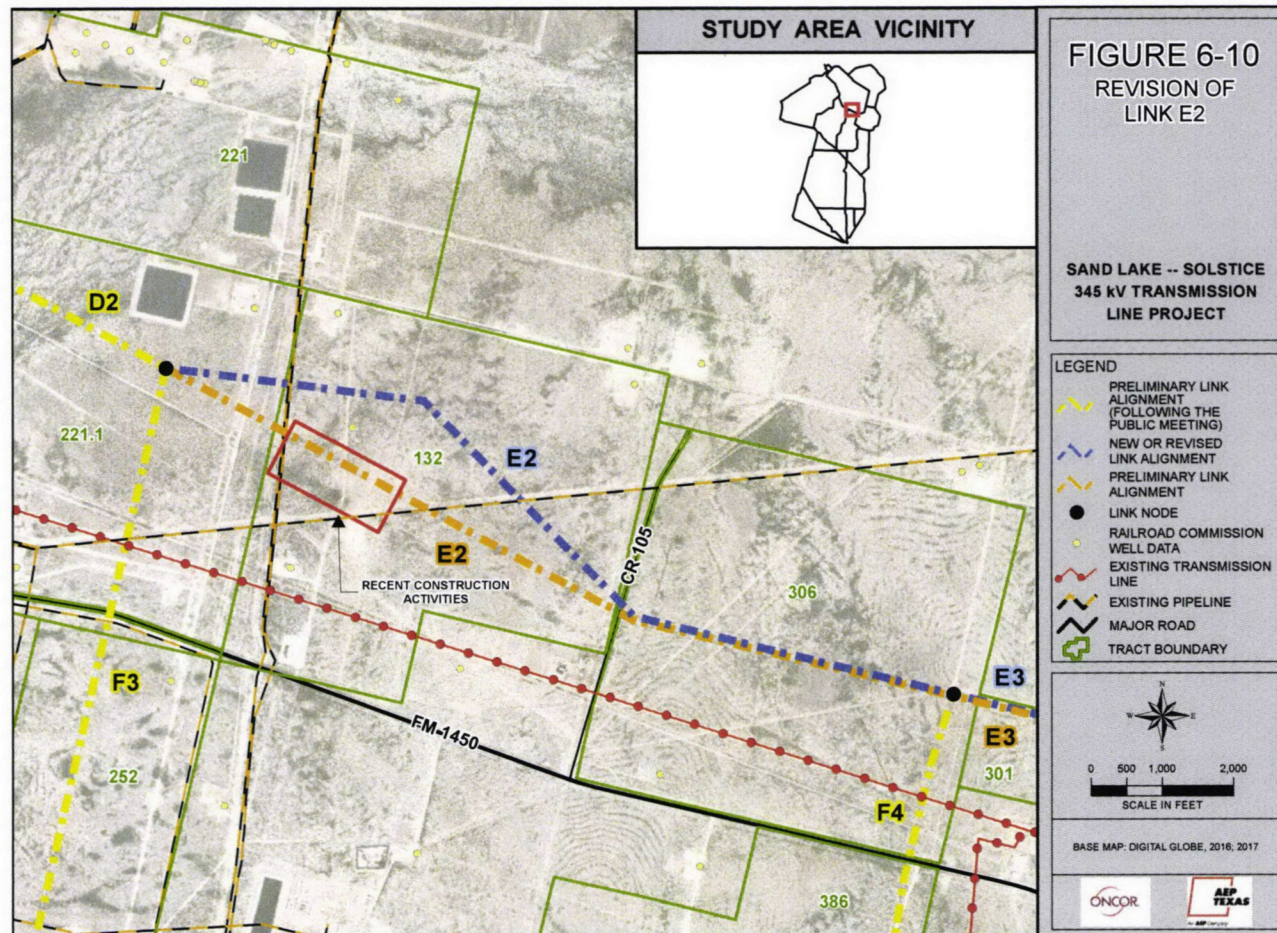 STUDY AREA VICINITY
FIGURE 6-10
REVISION OF
LINK E2
SAND LAKE -- SOLSTICE
345 kV TRANSMISSION
LINE PROJECT
LEGEND
PRELIMINARY LINK
ALIGNMENT
(FOLLOWING THE
PUBLIC MEETING)
NEW OR REVISED
LINK ALIGNMENT
PRELIMINARY LINK
ALIGNMENT
LINK NODE
RAILROAD COMMISSION
WELL DATA
EXISTING TRANSMISSION
LINE
EXISTING PIPELINE
MAJOR ROAD
TRACT BOUNDARY
N
W E
S
0 500 1,000 2,000
SCALE IN FEET
BASE MAP: DIGITAL GLOBE, 2016; 2017
ONCOR
AEP
TEXAS
An AEP Company
221
D2
221.1
132
E2
E2
RECENT CONSTRUCTION
ACTIVITIES
CR 105
306
E3
E3
301
F3
FM 1450
252
F4
386